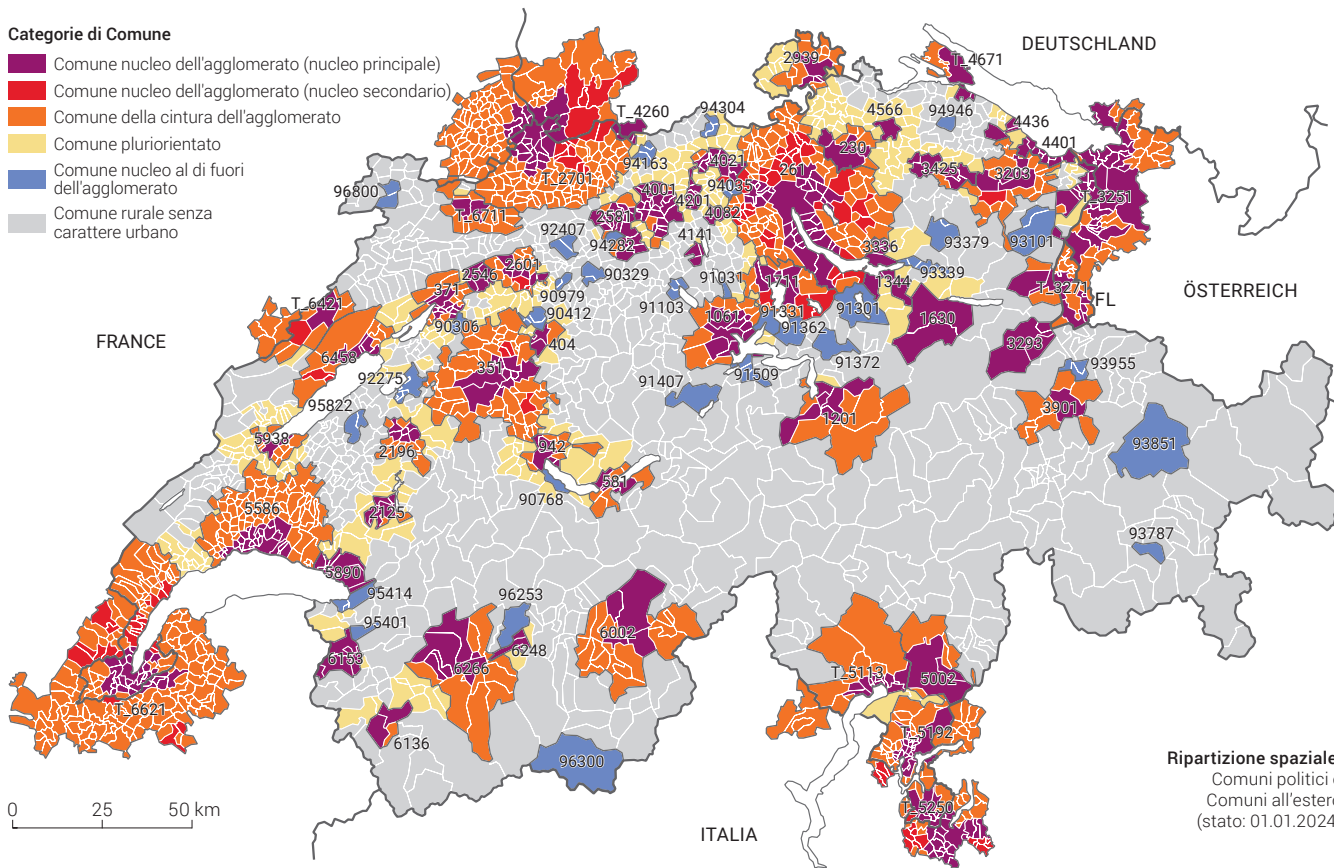 Categorie di Comune
Comune nucleo dell'agglomerato (nucleo principale)
Comune nucleo dell'agglomerato (nucleo secondario)
Comune della cintura dell'agglomerato
Comune pluriorientato
Comune nucleo al di fuori
dell'agglomerato
Comune rurale senza
carattere urbano
DEUTSCHLAND
FRANCE
ÖSTERREICH
FL
ITALIA
2939
T_4671
T_4260
94304
4566
94946
4436
4401
230
94163
4021
261
3425
3203
T_2701
96800
94035
4001
4201
T_3251
T_6711
2581
4082
92407
94282
4141
3336
93379
93101
2601
2546
90329
91031
93339
371
1711
1344
T_3271
T_6421
90979
91103
91331
91301
90306
90412
1061
91362
1630
6458
404
3293
351
91372
93955
92275
91509
91407
95822
3901
1201
5938
942
2196
93851
581
90768
5586
2125
93787
5890
95414
96253
95401
6002
6153
6248
6266
T_5113
5002
T_6621
6136
T_5192
96300
T_5250
0 25 50 km
Ripartizione spaziale
Comuni politici e
Comuni all'estero
(stato: 01.01.2024